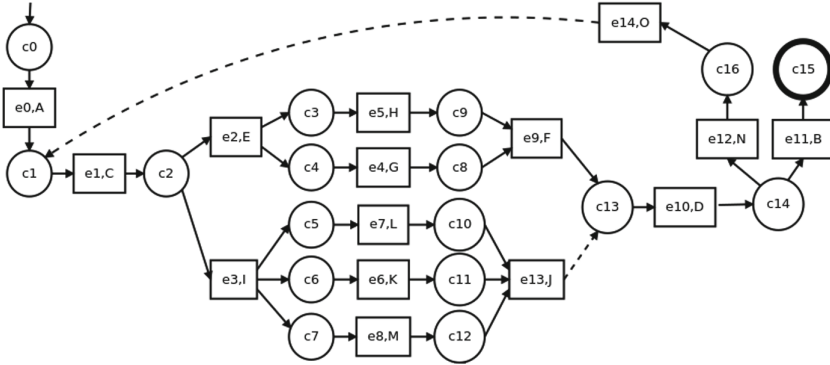 e14,O
c0
c16
c15
e0,A
c3
e5,H
c9
e2,E
e9,F
e12,N
e11,B
c1
e1,C
c2
c4
e4,G
c8
c13
e10,D
c14
c5
e7,L
c10
e3,I
c6
e6,K
c11
e13,J
c7
e8,M
c12